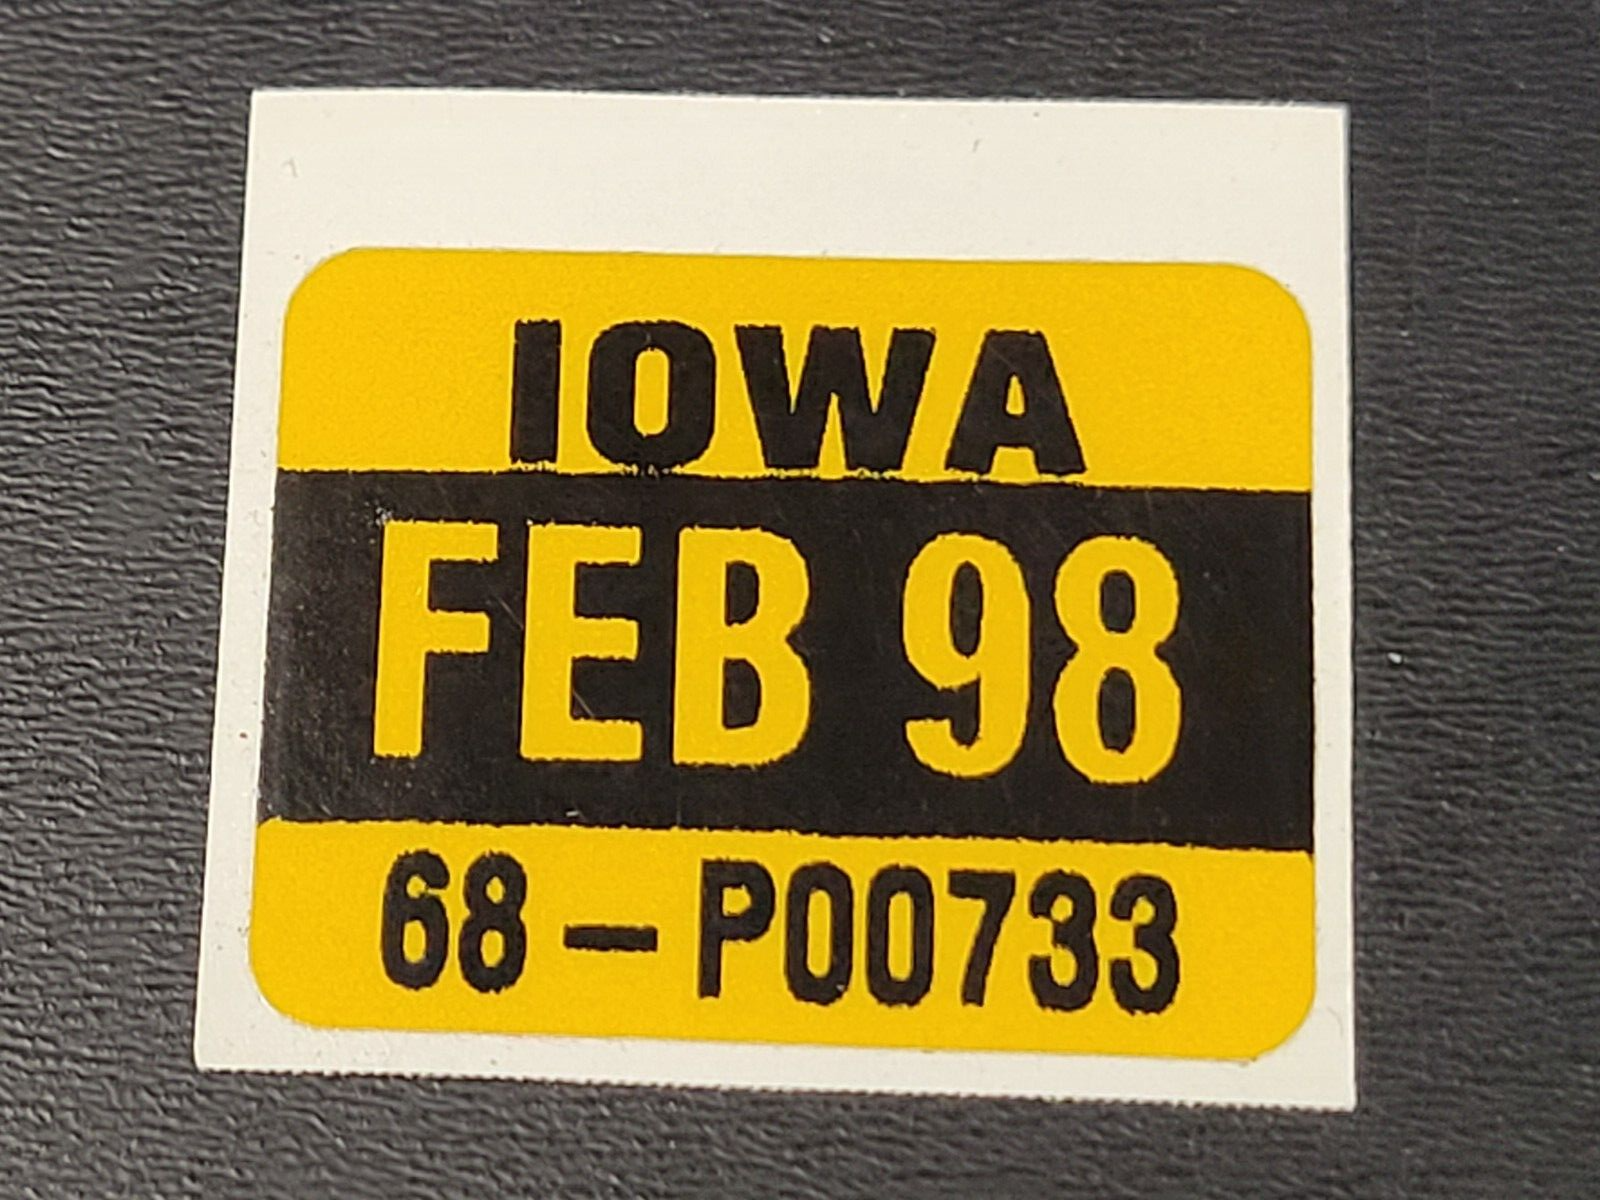 IOWA
FEB 98
68 – P00733